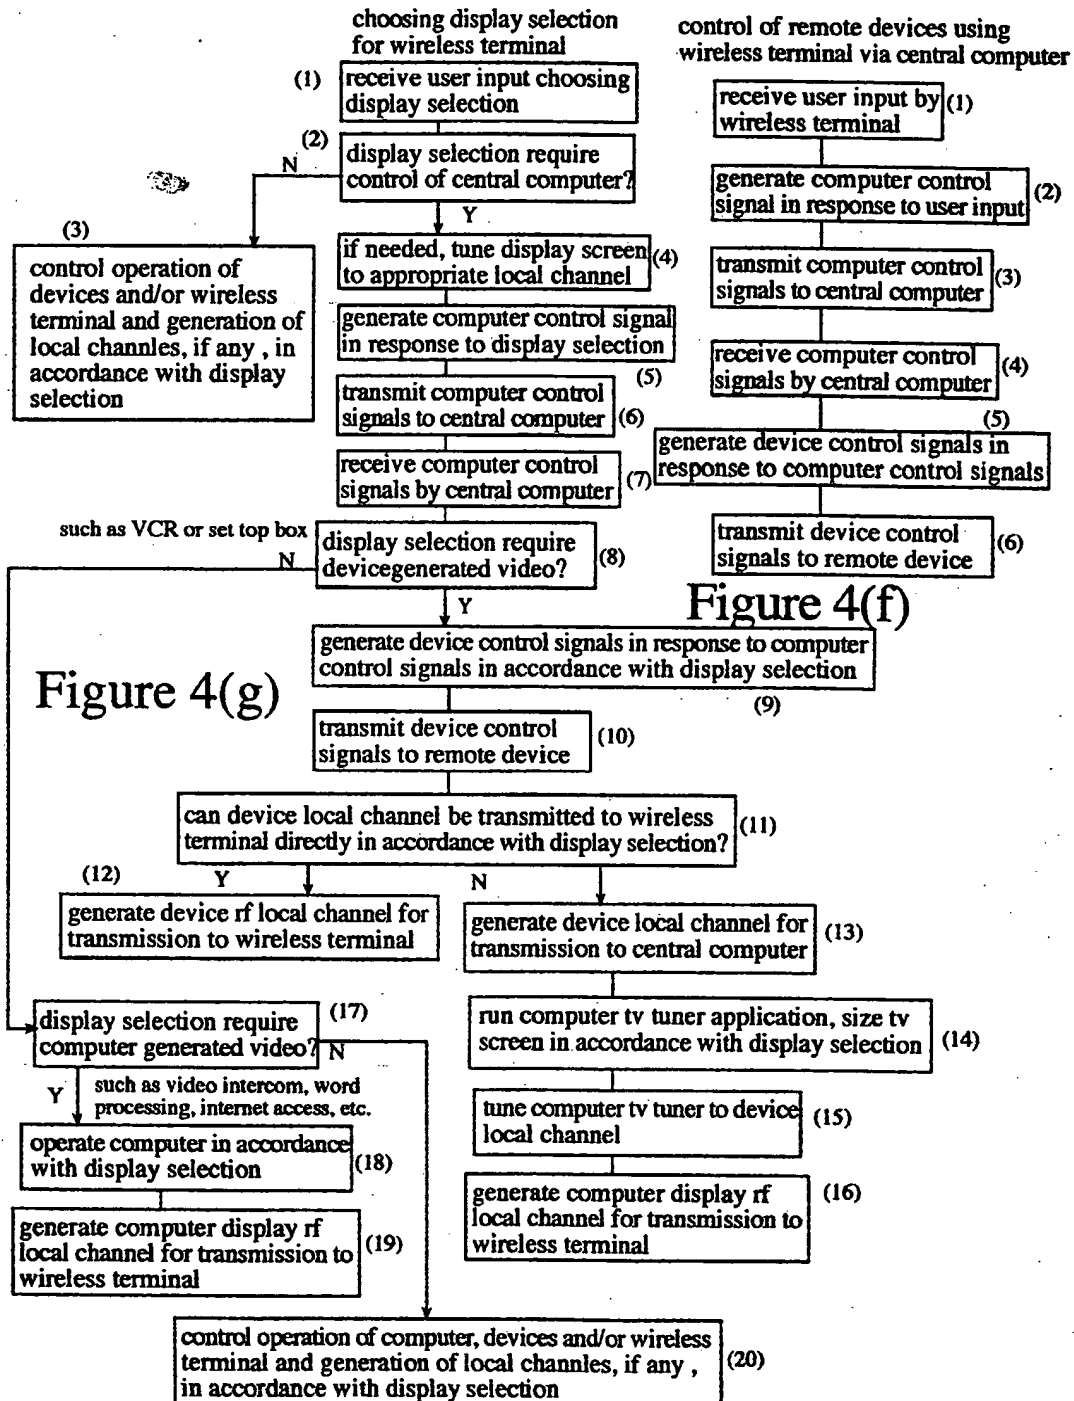 choosing display selection
for wireless terminal
(1)
receive user input choosing
display selection
(2)
display selection require
control of central computer?
N
Y
(3)
control operation of
devices and/or wireless
terminal and generation of
local channles, if any , in
accordance with display
selection
if needed, tune display screen
to appropriate local channel
(4)
generate computer control signal
in response to display selection
(5)
transmit computer control
signals to central computer
(6)
receive computer control
signals by central computer
(7)
such as VCR or set top box
N
display selection require
devicegenerated video?
(8)
Y
generate device control signals in response to computer
control signals in accordance with display selection
(9)
Figure 4(g)
transmit device control
signals to remote device
(10)
can device local channel be transmitted to wireless
terminal directly in accordance with display selection?
(11)
(12)
Y
N
generate device rf local channel for
transmission to wireless terminal
generate device local channel for
transmission to central computer
(13)
run computer tv tuner application, size tv
screen in accordance with display selection
(14)
tune computer tv tuner to device
local channel
(15)
generate computer display rf
local channel for transmission to
wireless terminal
(16)
display selection require
computer generated video?
(17)
N
Y
such as video intercom, word
processing, internet access, etc.
operate computer in accordance
with display selection
(18)
generate computer display rf
local channel for transmission to
wireless terminal
(19)
control operation of computer, devices and/or wireless
terminal and generation of local channles, if any ,
in accordance with display selection
(20)
control of remote devices using
wireless terminal via central computer
receive user input by
wireless terminal
(1)
generate computer control
signal in response to user input
(2)
transmit computer control
signals to central computer
(3)
receive computer control
signals by central computer
(4)
(5)
generate device control signals in
response to computer control signals
transmit device control
signals to remote device
(6)
Figure 4(f)